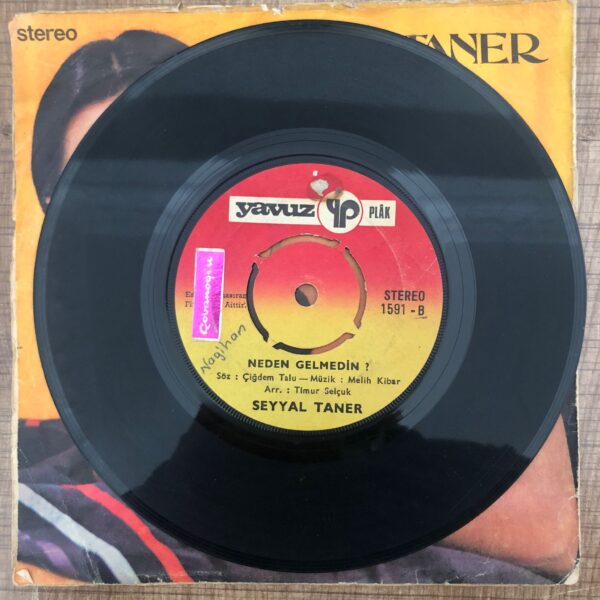 stereo
TANER
yavuz yp PLÂK
STEREO
1591 - B
Nagihan
NEDEN GELMEDİN ?
Söz : Çiğdem Talu — Müzik : Melih Kibar
Arr. : Timur Selçuk
SEYYAL TANER